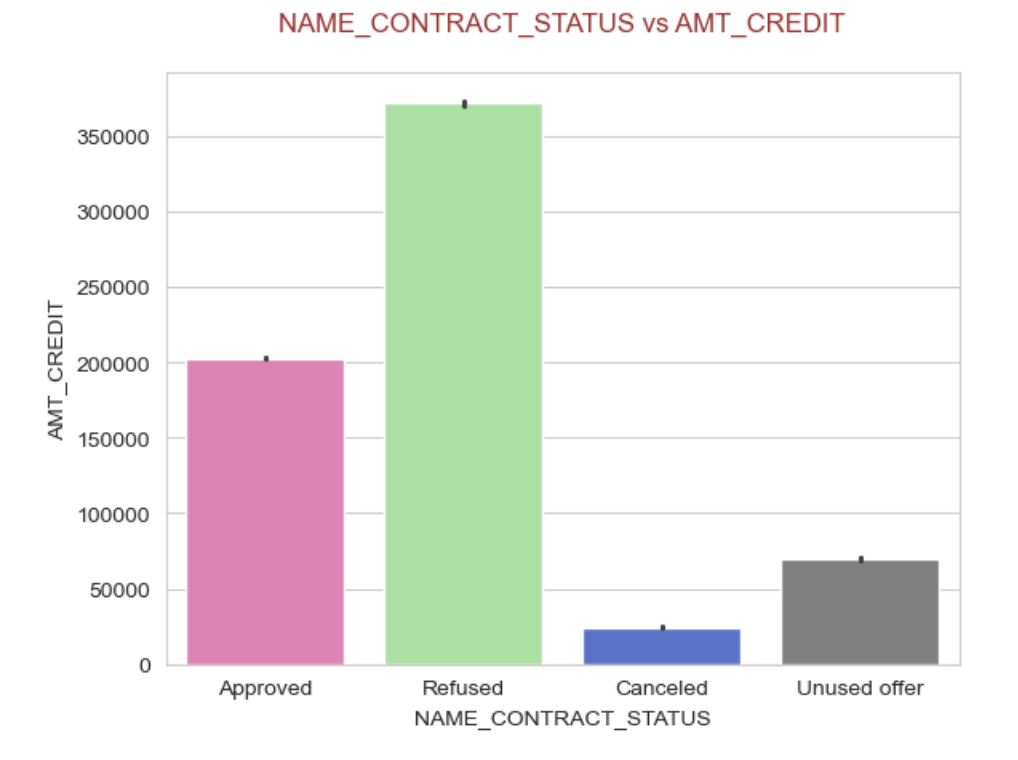 NAME_CONTRACT_STATUS vs AMT_CREDIT
350000
300000
250000
200000
150000
100000
50000
0
AMT_CREDIT
Approved
Refused
Canceled
Unused offer
NAME_CONTRACT_STATUS